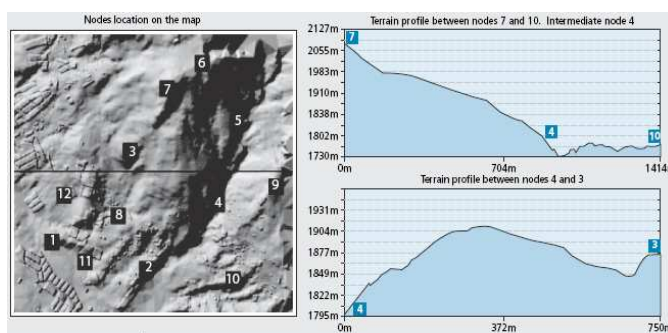 Nodes location on the map
6
7
5
3
9
12
4
8
1
11
2
10
Terrain profile between nodes 7 and 10. Intermediate node 4
2127m
2055m
1983m
1910m
1838m
1802m
1730m
7
4
10
0m
704m
1414m
Terrain profile between nodes 4 and 3
1931m
1904m
1877m
1849m
1822m
1795m
4
3
0m
372m
750m